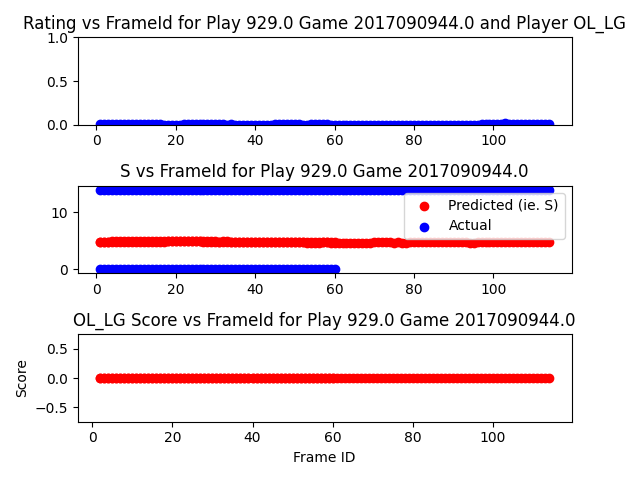 Rating vs FrameId for Play 929.0 Game 2017090944.0 and Player OL_LG
1.0
0.5
0.0
0 20 40 60 80 100
S vs FrameId for Play 929.0 Game 2017090944.0
10
0
Predicted (ie. S)
Actual
0 20 40 60 80 100
OL_LG Score vs FrameId for Play 929.0 Game 2017090944.0
Score
0.5
0.0
−0.5
0 20 40 60 80 100
Frame ID